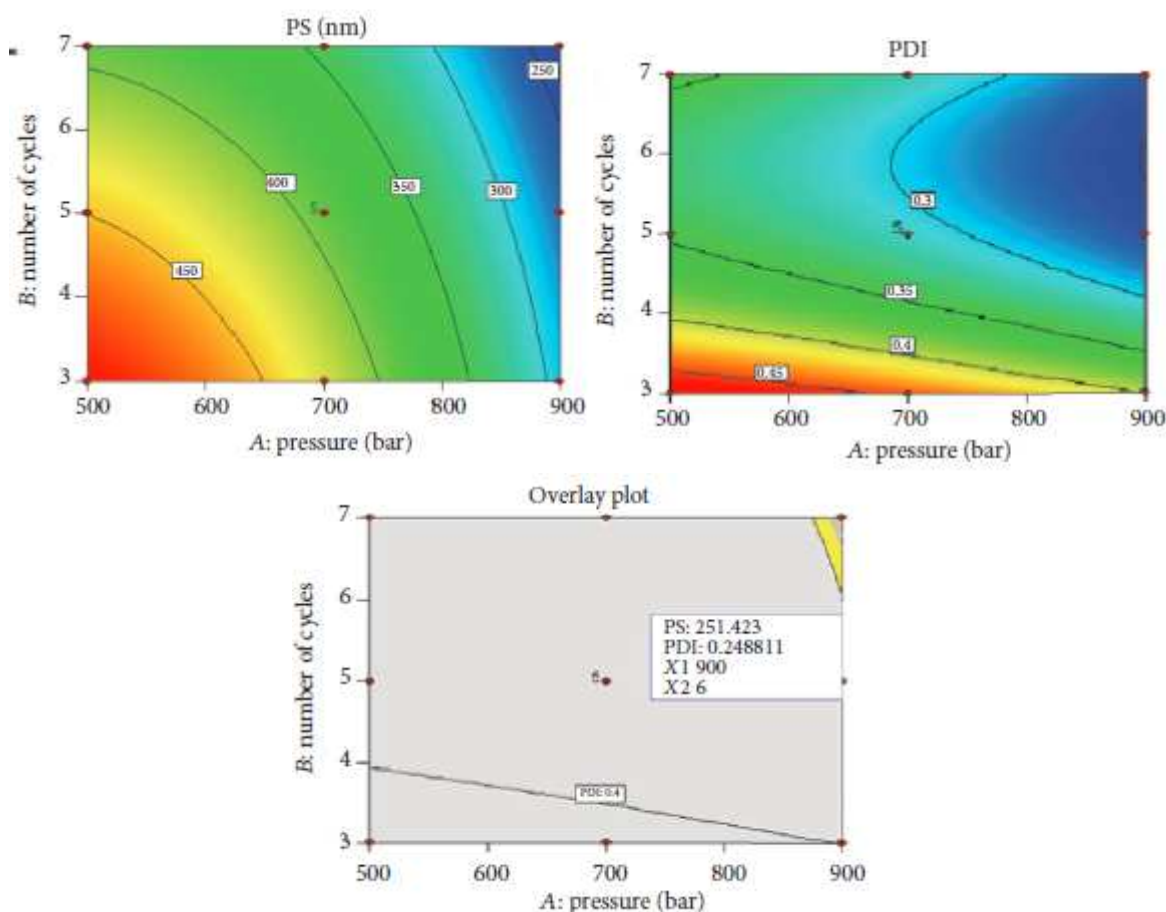 PS (nm)
7
6
5
4
3
B: number of cycles
250
400
350
300
450
5
500
600
700
800
900
A: pressure (bar)
PDI
7
6
5
4
3
B: number of cycles
0.3
0.35
0.4
0.45
500
600
700
800
900
A: pressure (bar)
Overlay plot
7
6
5
4
3
B: number of cycles
PS: 251.423
PDI: 0.248811
X1 900
X2 6
6
PDI: 0.4
500
600
700
800
900
A: pressure (bar)